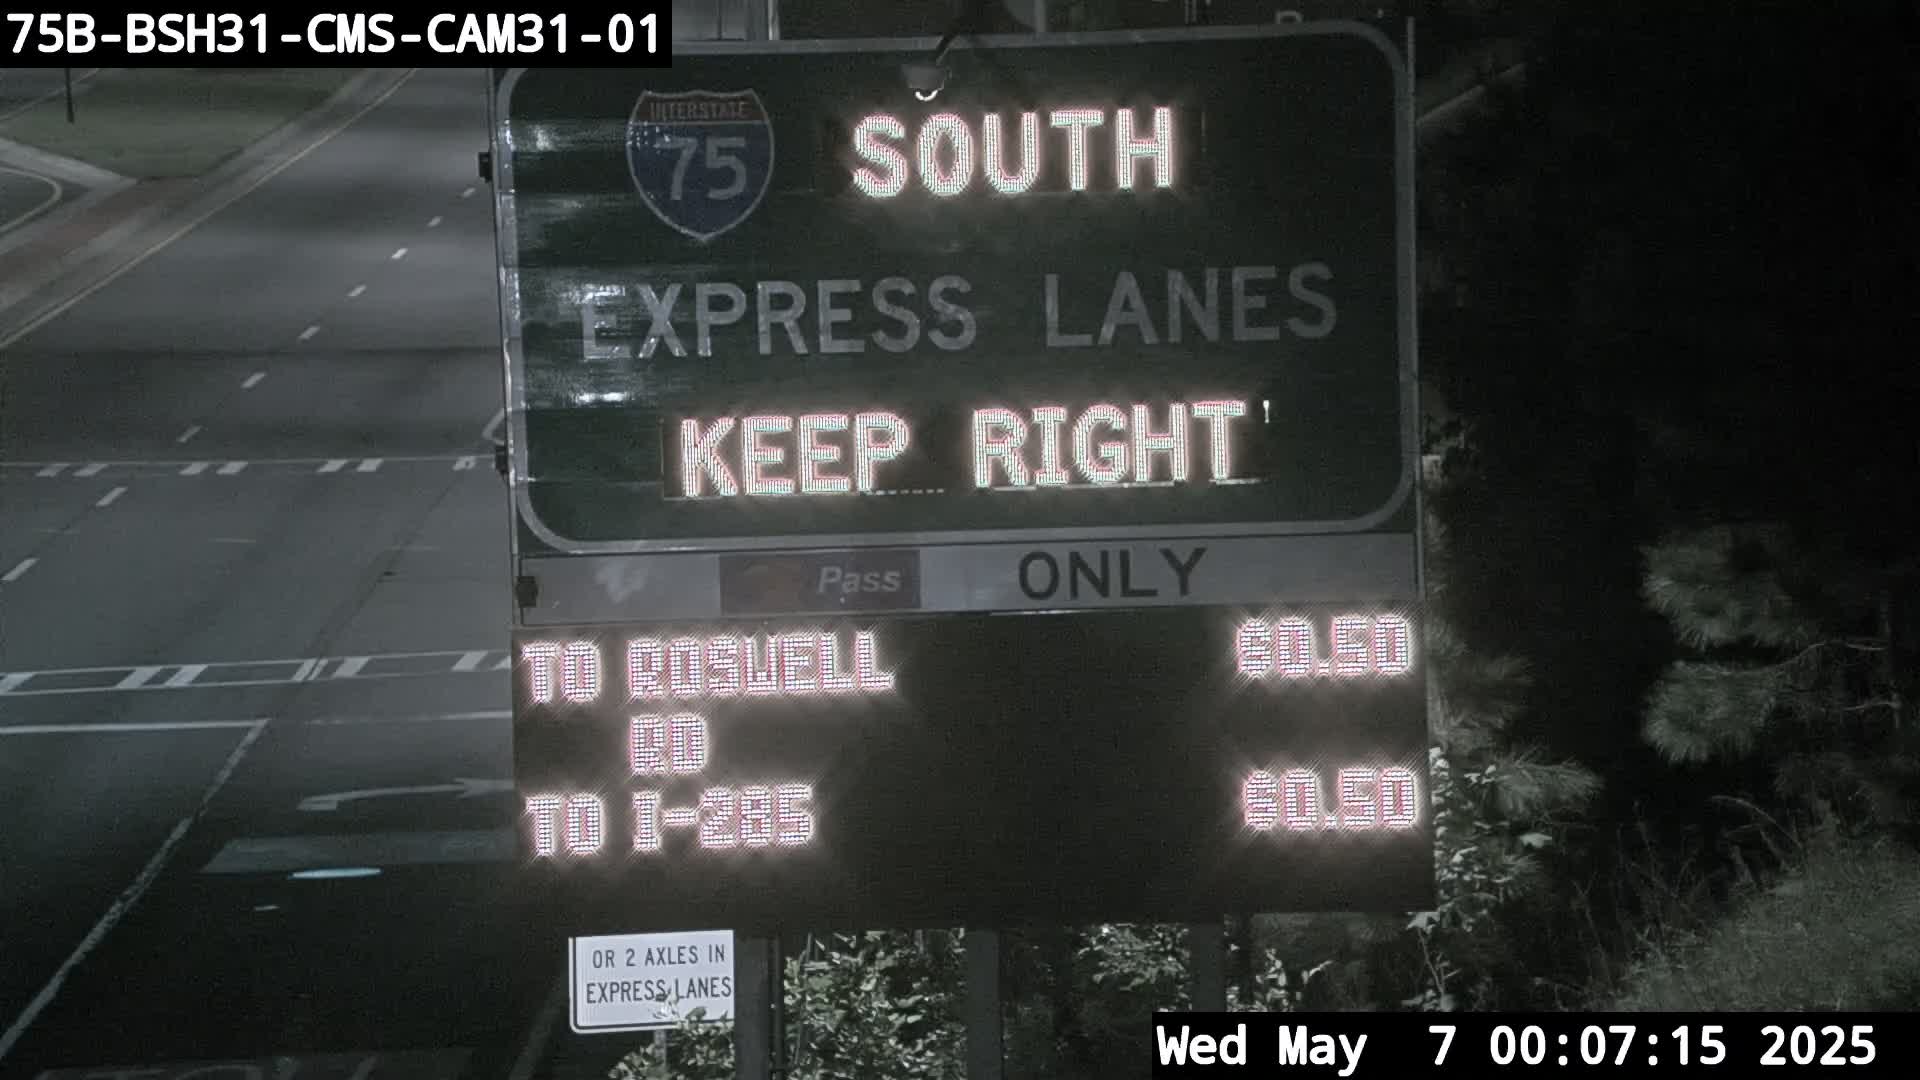 75B-BSH31-CMS-CAM31-01
INTERSTATE
75
SOUTH
EXPRESS LANES
KEEP RIGHT
Pass ONLY
TO ROSWELL $0.50
RD
TO I-285 $0.50
OR 2 AXLES IN
EXPRESS LANES
Wed May 7 00:07:15 2025